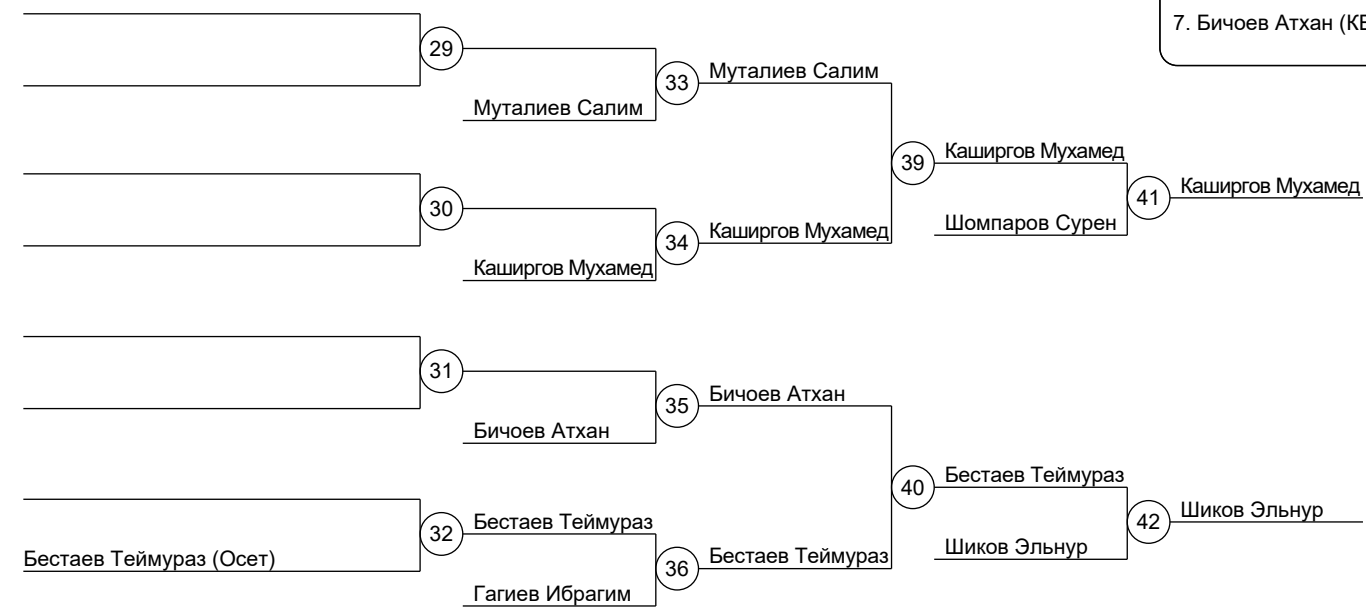 7. Бичоев Атхан (КБ
29
33
Муталиев Салим
Муталиев Салим
39
Каширгов Мухамед
41
Каширгов Мухамед
30
34
Каширгов Мухамед
Шомпаров Сурен
Каширгов Мухамед
31
35
Бичоев Атхан
Бичоев Атхан
40
Бестаев Теймураз
42
Шиков Эльнур
32
Бестаев Теймураз
Шиков Эльнур
Бестаев Теймураз (Осет)
36
Бестаев Теймураз
Гагиев Ибрагим